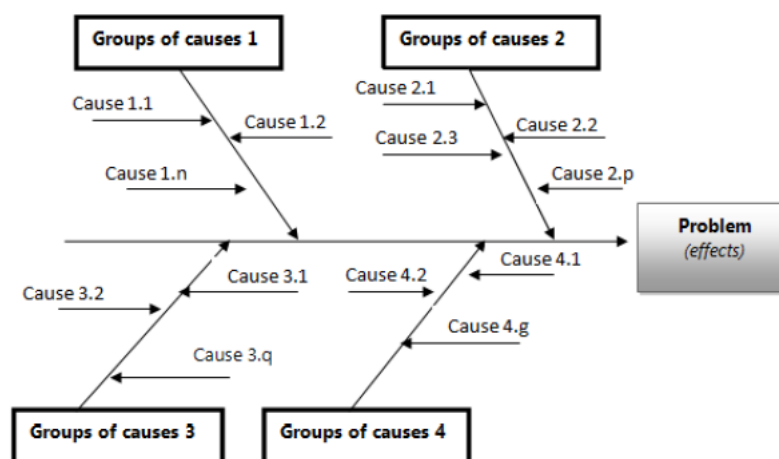 Groups of causes 1
Groups of causes 2
Cause 1.1
Cause 1.2
Cause 1.n
Cause 2.1
Cause 2.2
Cause 2.3
Cause 2.p
Problem
(effects)
Cause 3.1
Cause 3.2
Cause 3.q
Cause 4.1
Cause 4.2
Cause 4.g
Groups of causes 3
Groups of causes 4